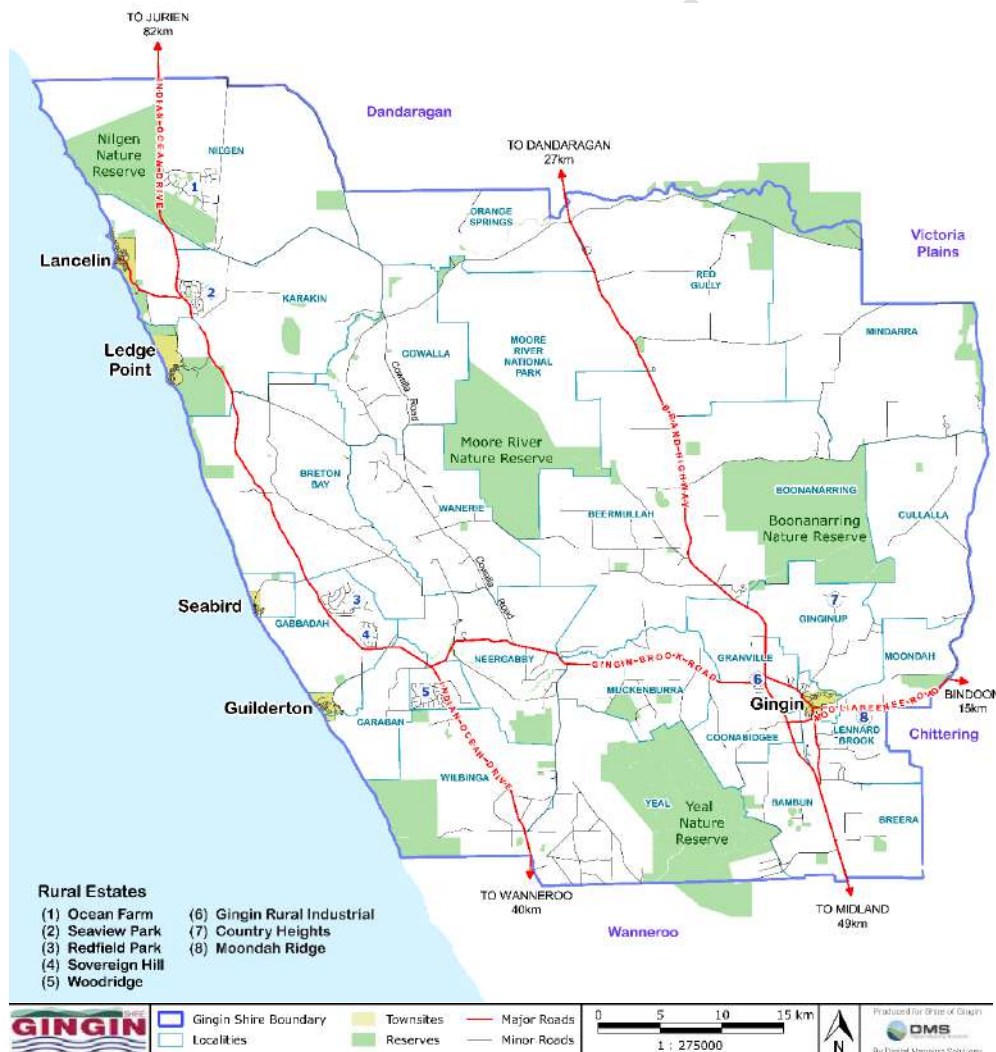 TO JURIEN
82km
Dandaragan
INDIAN OCEAN DRIVE
Nilgen
Nature
Reserve
NILGEN
1
TO DANDARAGAN
27km
ORANGE
SPRINGS
Victoria
Plains
Lancelin
RED
GULLY
2
KARAKIN
MINDARRA
Ledge
Point
COWALLA
MOORE
RIVER
NATIONAL
PARK
Cowalla Road
BRAND HIGHWAY
Moore River
Nature Reserve
BRETON
BAY
WANERIE
BEERMULLAH
BOONANARRING
Boonanarring
Nature Reserve
CULLALLA
Cowalla Road
Seabird
GABBADAH
3
4
7
GINGINUP
NEERGABBY
GINGIN BROOK ROAD
GRANVILLE
MOONDAH
6
MUCKENBURRA
BINDOON
15km
Guilderton
5
CARABAN
INDIAN OCEAN DRIVE
Gingin
MOOLIABEENEE ROAD
8
LENNARD
BROOK
Chittering
COONABIDGEE
WILBINGA
YEAL
Yeal
Nature
Reserve
BAMBUN
BREERA
TO WANNEROO
40km
TO MIDLAND
49km
Wanneroo
Rural Estates
(1) Ocean Farm
(2) Seaview Park
(3) Redfield Park
(4) Sovereign Hill
(5) Woodridge
(6) Gingin Rural Industrial
(7) Country Heights
(8) Moondah Ridge
SHIRE
GINGIN
Gingin Shire Boundary
Localities
Townsites
Reserves
Major Roads
Minor Roads
0 5 10 15 km
1 : 275000
N
Produced for Shire of Gingin
DMS
By Digital Mapping Solutions